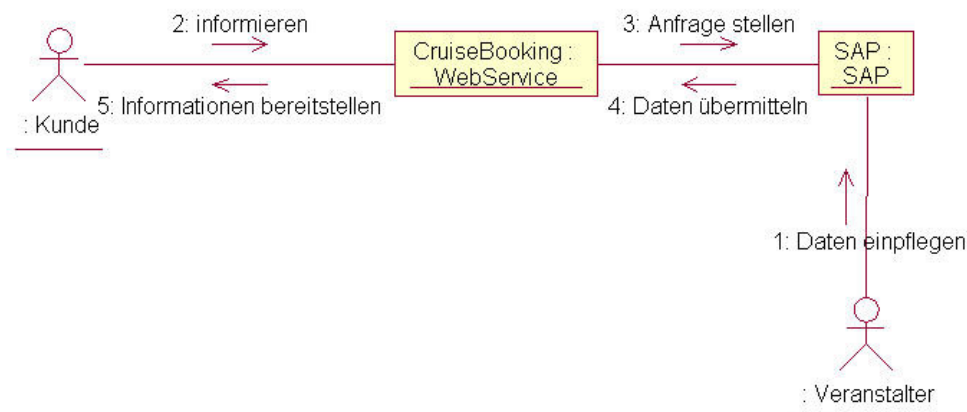 2: informieren
3: Anfrage stellen
CruiseBooking :
WebService
SAP :
SAP
5: Informationen bereitstellen
4: Daten übermitteln
: Kunde
1: Daten einpflegen
: Veranstalter